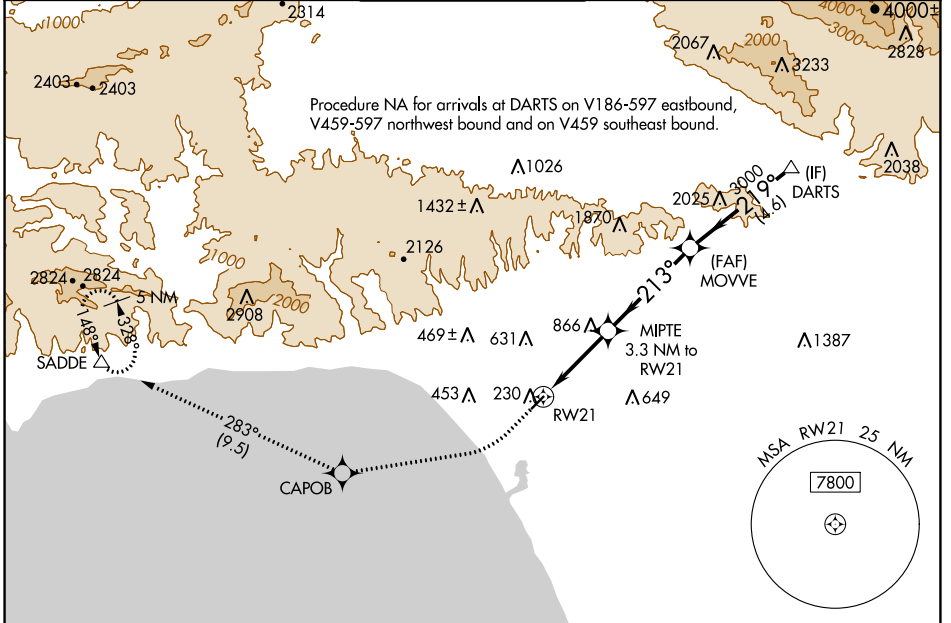 1000
2314
4000
4000±
3000
2000
2067
3233
2828
2403
2403
Procedure NA for arrivals at DARTS on V186-597 eastbound,
V459-597 northwest bound and on V459 southeast bound.
1026
2038
(IF)
DARTS
3000
219°
(4.6)
2025
1432±
1870
2126
1000
(FAF)
MOVVE
2824
2824
5 NM
2000
2908
213°
148°
328°
SADDE
469±
631
866
MIPTE
3.3 NM to
RW21
1387
453
230
649
RW21
283°
(9.5)
CAPOB
MSA RW21 25 NM
7800